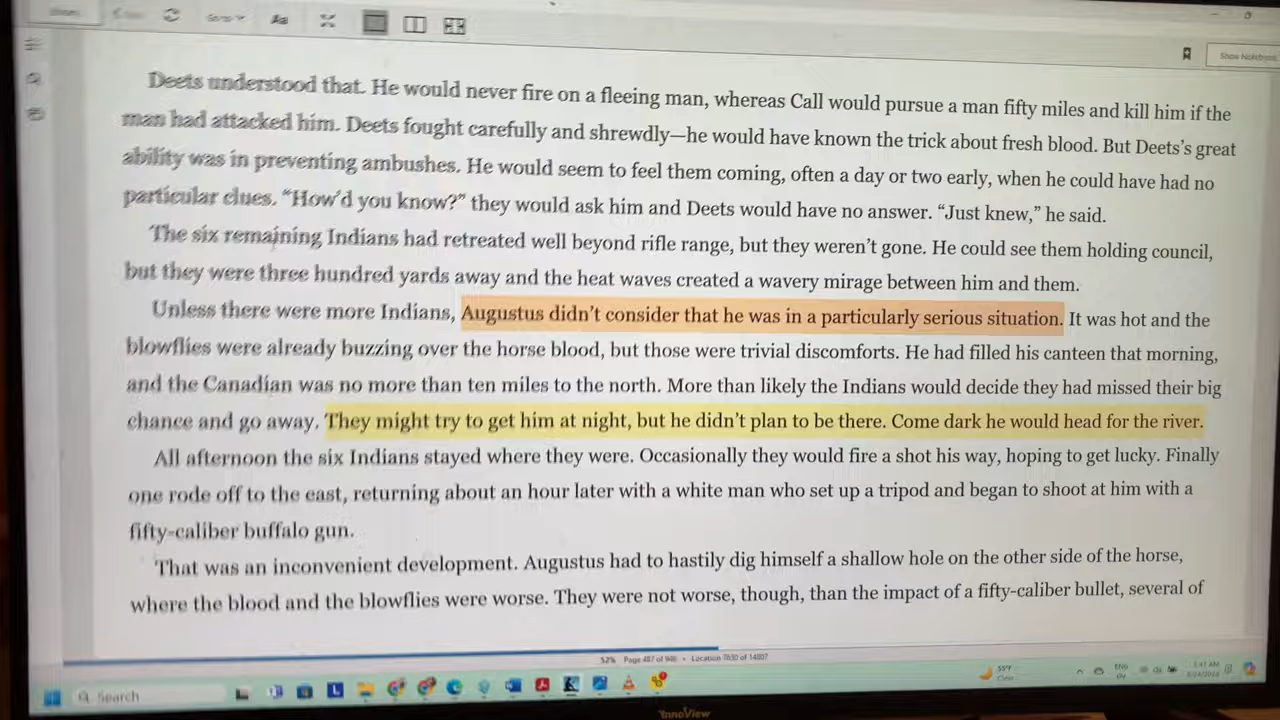 Aa
Show Notebook
Deets understood that. He would never fire on a fleeing man, whereas Call would pursue a man fifty miles and kill him if the
man had attacked him. Deets fought carefully and shrewdly—he would have known the trick about fresh blood. But Deets’s great
ability was in preventing ambushes. He would seem to feel them coming, often a day or two early, when he could have had no
particular clues. “How’d you know?” they would ask him and Deets would have no answer. “Just knew,” he said.
The six remaining Indians had retreated well beyond rifle range, but they weren’t gone. He could see them holding council,
but they were three hundred yards away and the heat waves created a wavery mirage between him and them.
Unless there were more Indians, Augustus didn’t consider that he was in a particularly serious situation. It was hot and the
blowflies were already buzzing over the horse blood, but those were trivial discomforts. He had filled his canteen that morning,
and the Canadian was no more than ten miles to the north. More than likely the Indians would decide they had missed their big
chance and go away. They might try to get him at night, but he didn’t plan to be there. Come dark he would head for the river.
All afternoon the six Indians stayed where they were. Occasionally they would fire a shot his way, hoping to get lucky. Finally
one rode off to the east, returning about an hour later with a white man who set up a tripod and began to shoot at him with a
fifty-caliber buffalo gun.
That was an inconvenient development. Augustus had to hastily dig himself a shallow hole on the other side of the horse,
where the blood and the blowflies were worse. They were not worse, though, than the impact of a fifty-caliber bullet, several of
52% Page 487 of • Location 7630 of 14807
Search
55°F
Clear
ENG
InnoView